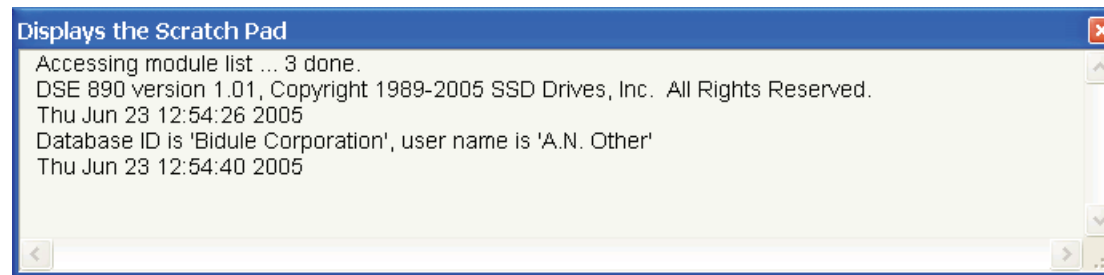 Displays the Scratch Pad
Accessing module list ... 3 done.
DSE 890 version 1.01, Copyright 1989-2005 SSD Drives, Inc.  All Rights Reserved.
Thu Jun 23 12:54:26 2005
Database ID is 'Bidule Corporation', user name is 'A.N. Other'
Thu Jun 23 12:54:40 2005